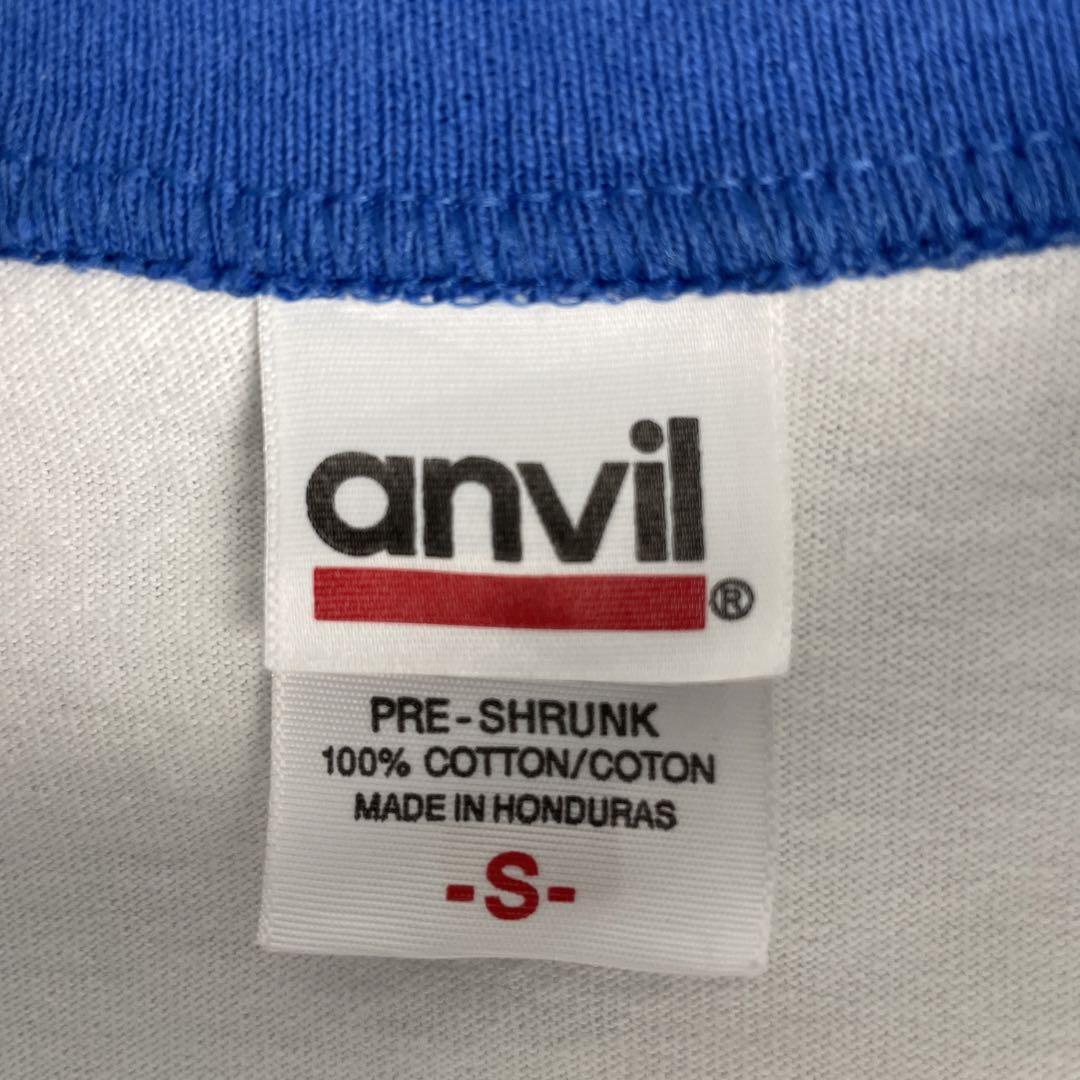 anvil®
PRE-SHRUNK
100% COTTON/COTON
MADE IN HONDURAS
-S-